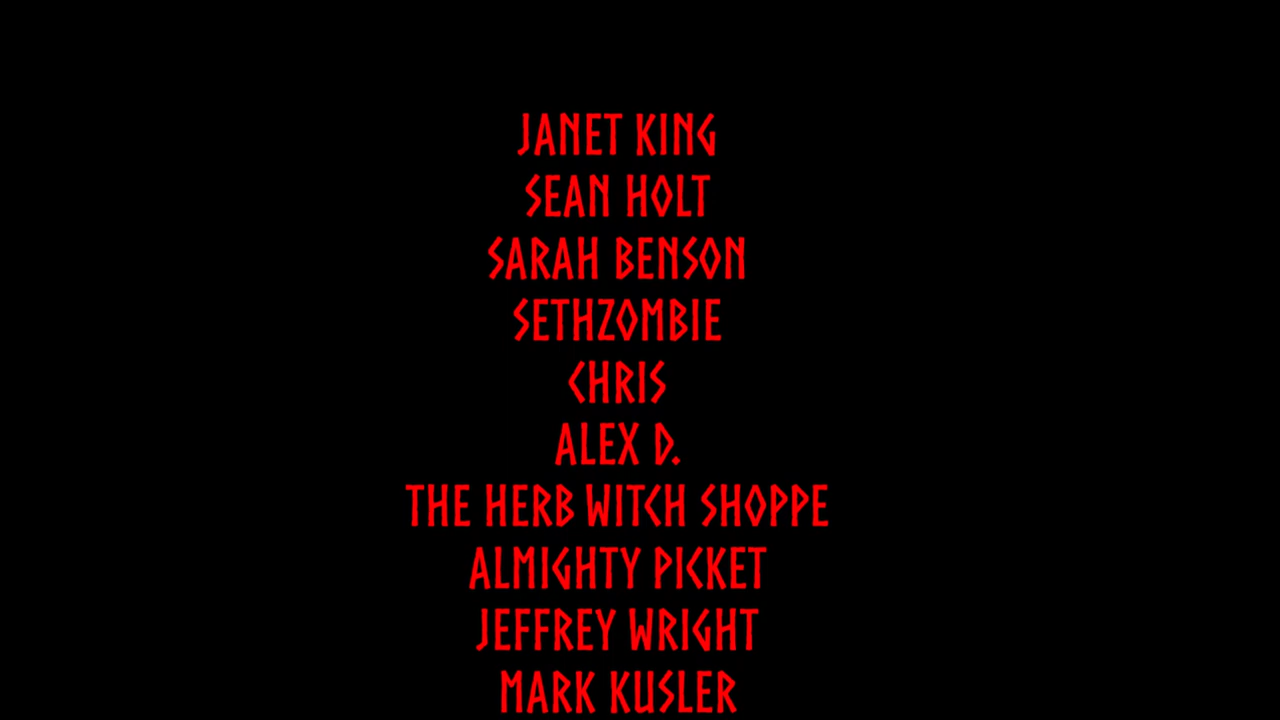 JANET KING
SEAN HOLT
SARAH BENSON
SETHZOMBIE
CHRIS
ALEX D.
THE HERB WITCH SHOPPE
ALMIGHTY PICKET
JEFFREY WRIGHT
MARK KUSLER